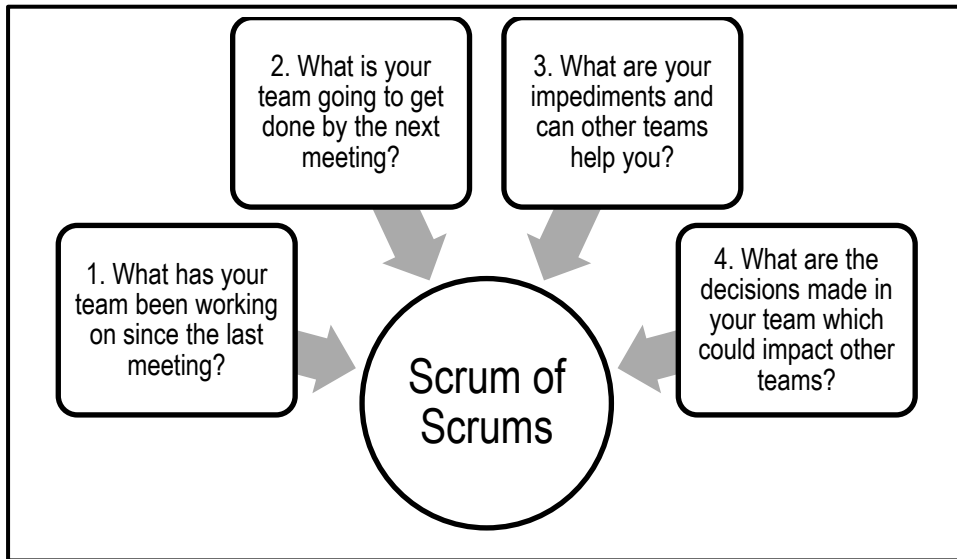 1. What has your
team been working
on since the last
meeting?
2. What is your
team going to get
done by the next
meeting?
3. What are your
impediments and
can other teams
help you?
4. What are the
decisions made in
your team which
could impact other
teams?
Scrum of
Scrums